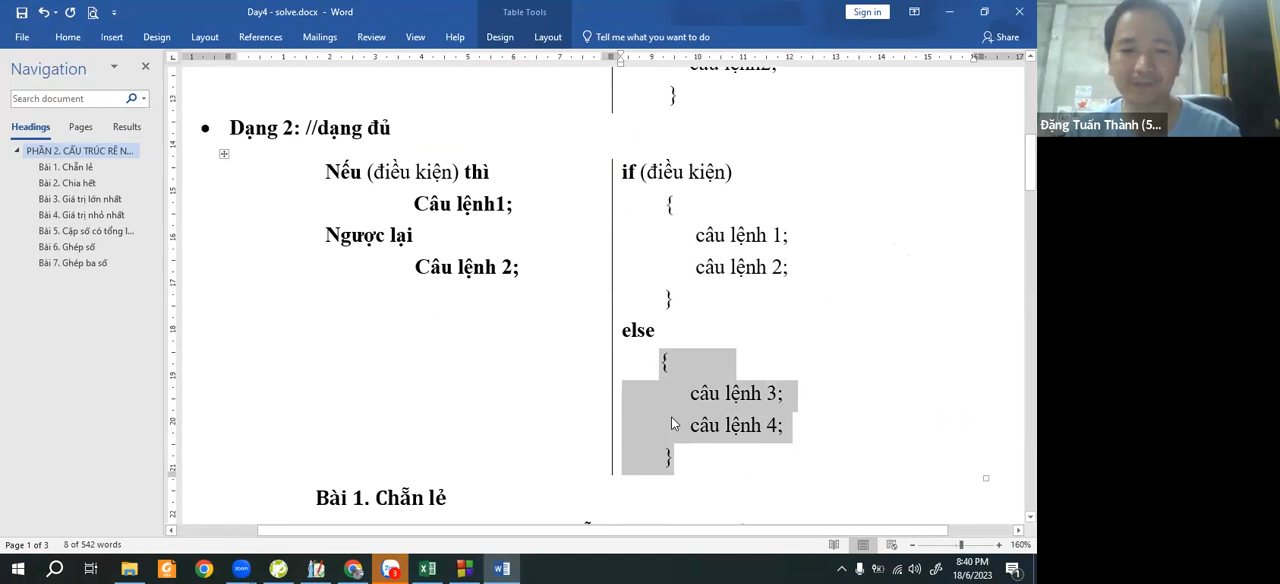 Day4 - solve.docx - Word
Table Tools
Sign in
File Home Insert Design Layout References Mailings Review View Help Design Layout Tell me what you want to do Share
Navigation
Search document
Headings Pages Results
PHẦN 2. CẤU TRÚC RẼ N...
Bài 1. Chẵn lẻ
Bài 2. Chia hết
Bài 3. Giá trị lớn nhất
Bài 4. Giá trị nhỏ nhất
Bài 5. Cặp số có tổng l...
Bài 6. Ghép số
Bài 7. Ghép ba số
Đặng Tuấn Thành (5...
câu lệnh2;
}
Dạng 2: //dạng đủ
Nếu (điều kiện) thì
Câu lệnh1;
Ngược lại
Câu lệnh 2;
if (điều kiện)
{
câu lệnh 1;
câu lệnh 2;
}
else
{
câu lệnh 3;
câu lệnh 4;
}
Bài 1. Chẵn lẻ
Page 1 of 3 8 of 542 words
160%
8:40 PM
18/6/2023